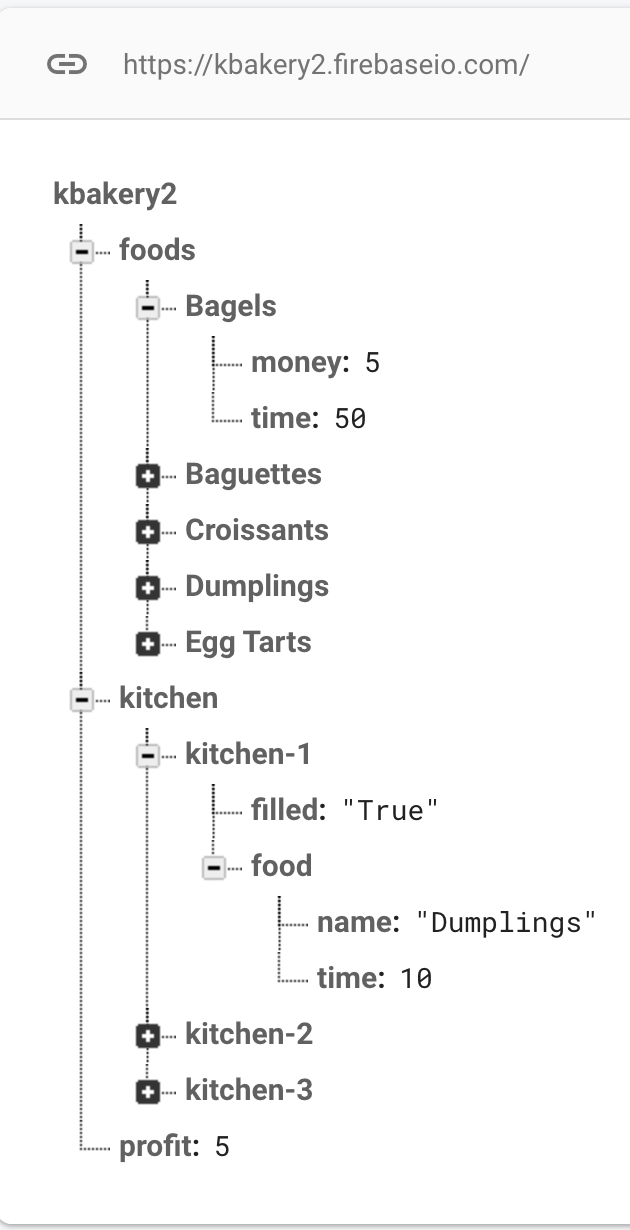 https://kbakery2.firebaseio.com/
kbakery2
foods
Bagels
money: 5
time: 50
Baguettes
Croissants
Dumplings
Egg Tarts
kitchen
kitchen-1
filled: "True"
food
name: "Dumplings"
time: 10
kitchen-2
kitchen-3
profit: 5